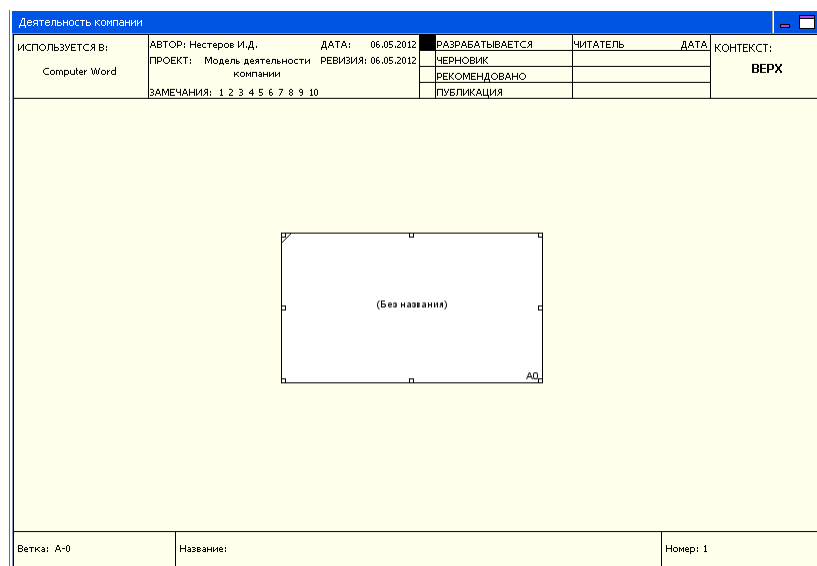 Деятельность компании
ИСПОЛЬЗУЕТСЯ В:
Computer Word
АВТОР: Нестеров И.Д. ДАТА: 06.05.2012
ПРОЕКТ: Модель деятельности компании РЕВИЗИЯ: 06.05.2012
ЗАМЕЧАНИЯ: 1 2 3 4 5 6 7 8 9 10
РАЗРАБАТЫВАЕТСЯ
ЧЕРНОВИК
РЕКОМЕНДОВАНО
ПУБЛИКАЦИЯ
ЧИТАТЕЛЬ ДАТА
КОНТЕКСТ:
ВЕРХ
(Без названия)
A0
Ветка: A-0
Название:
Номер: 1